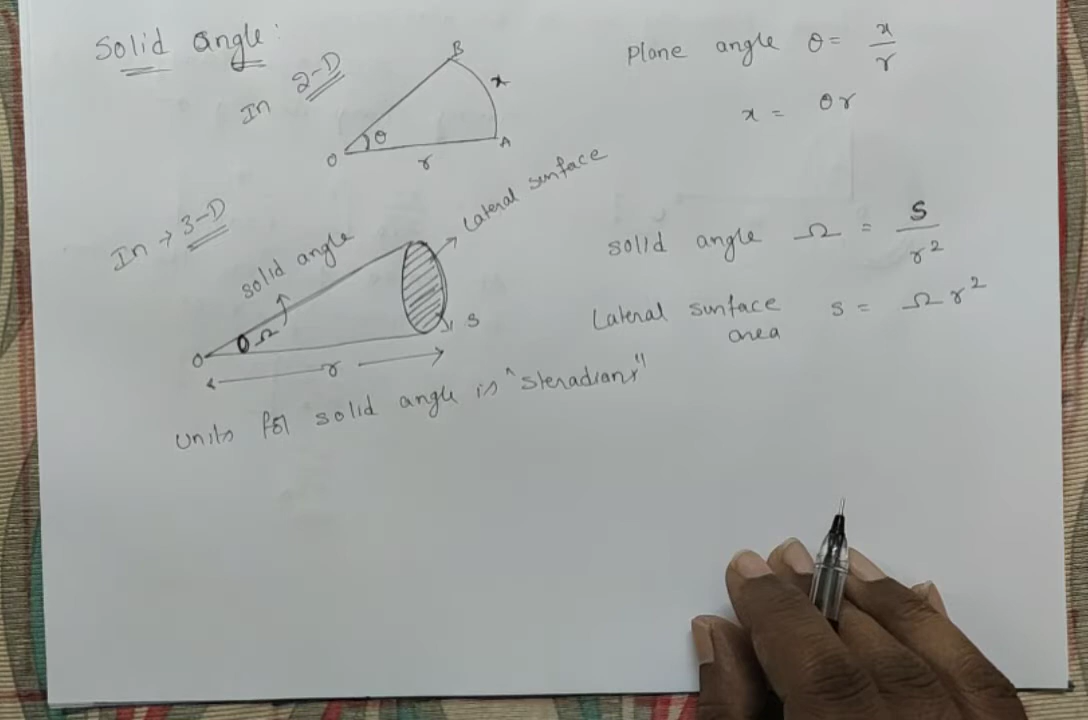 Solid angle:
In 2-D
B
x
θ
O
r
A
Plane angle θ = x/r
x = θr
In → 3-D
solid angle
Lateral surface
O
Ω
S
r
solid angle Ω = S/r²
Lateral surface area S = Ωr²
units for solid angle is "steradians"